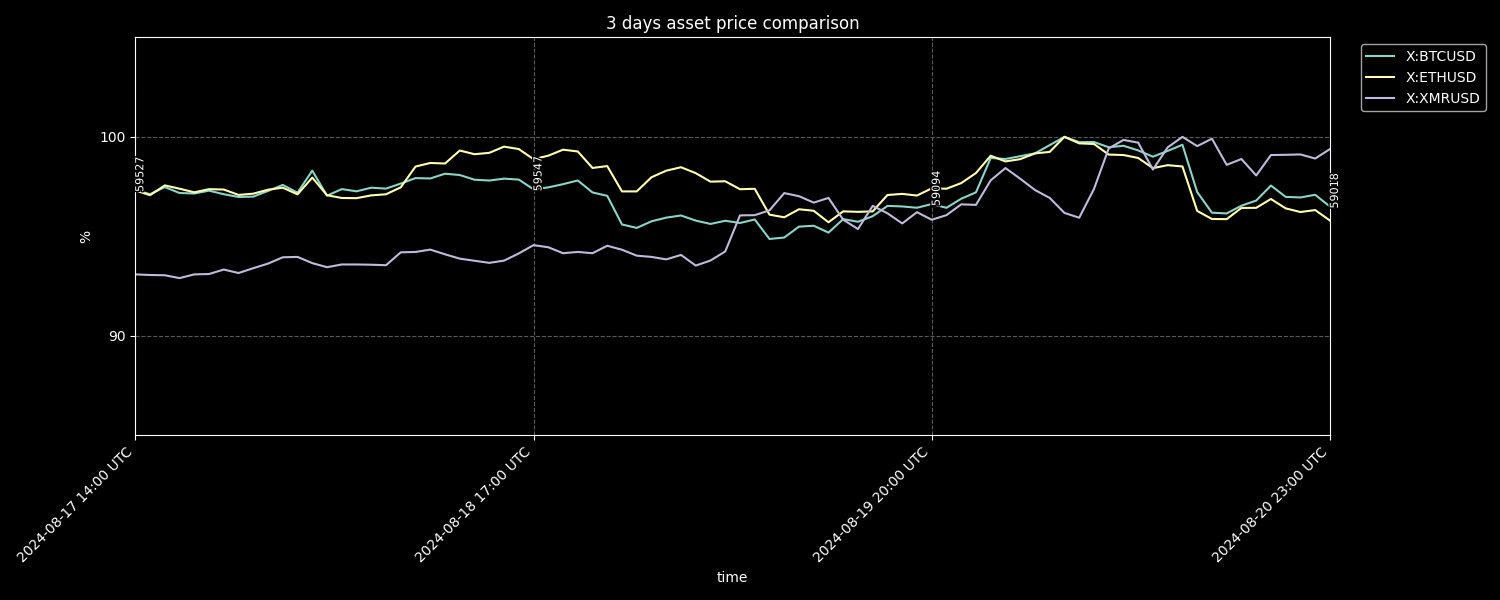 3 days asset price comparison
X:BTCUSD
X:ETHUSD
X:XMRUSD
100
90
%
59527
59547
59094
59018
2024-08-17 14:00 UTC
2024-08-18 17:00 UTC
2024-08-19 20:00 UTC
2024-08-20 23:00 UTC
time